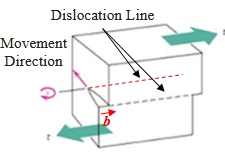 Dislocation Line
Movement
Direction
b
τ